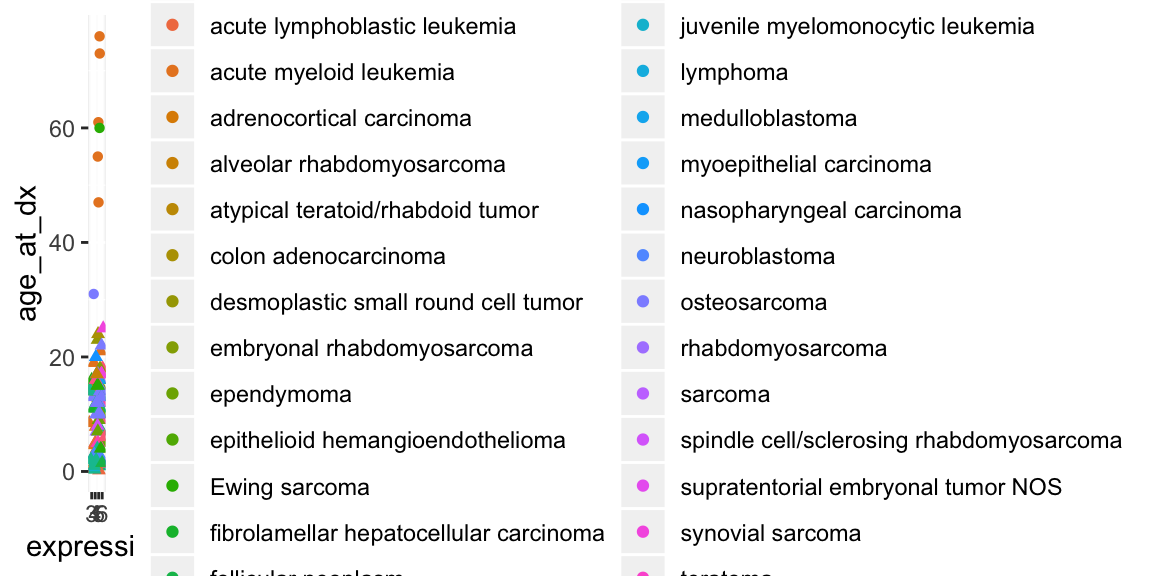 60
40
20
0
age_at_dx
expressi
acute lymphoblastic leukemia
acute myeloid leukemia
adrenocortical carcinoma
alveolar rhabdomyosarcoma
atypical teratoid/rhabdoid tumor
colon adenocarcinoma
desmoplastic small round cell tumor
embryonal rhabdomyosarcoma
ependymoma
epithelioid hemangioendothelioma
Ewing sarcoma
fibrolamellar hepatocellular carcinoma
juvenile myelomonocytic leukemia
lymphoma
medulloblastoma
myoepithelial carcinoma
nasopharyngeal carcinoma
neuroblastoma
osteosarcoma
rhabdomyosarcoma
sarcoma
spindle cell/sclerosing rhabdomyosarcoma
supratentorial embryonal tumor NOS
synovial sarcoma